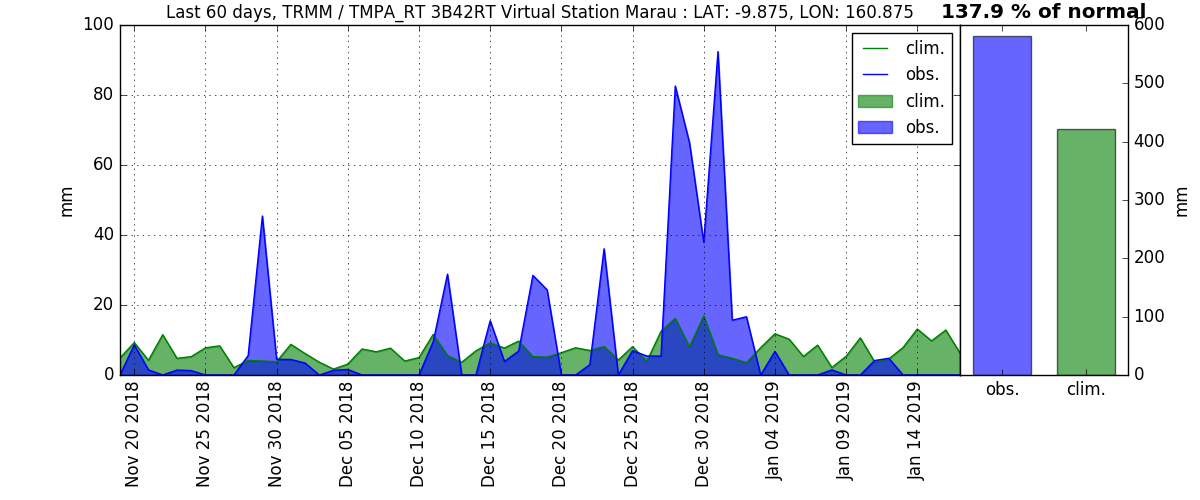 Last 60 days, TRMM / TMPA_RT 3B42RT Virtual Station Marau : LAT: -9.875, LON: 160.875
137.9 % of normal
100
80
60
40
20
0
mm
clim.
obs.
clim.
obs.
Nov 20 2018
Nov 25 2018
Nov 30 2018
Dec 05 2018
Dec 10 2018
Dec 15 2018
Dec 20 2018
Dec 25 2018
Dec 30 2018
Jan 04 2019
Jan 09 2019
Jan 14 2019
600
500
400
300
200
100
0
mm
obs.
clim.